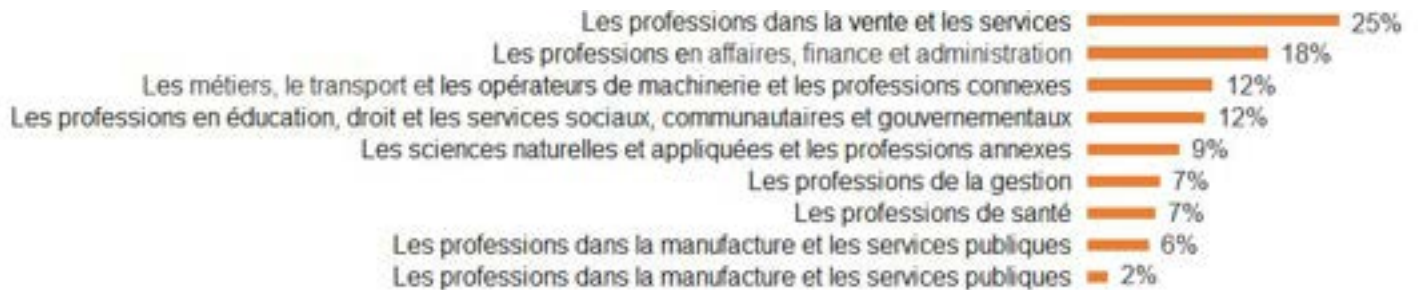 Les professions dans la vente et les services 25%
Les professions en affaires, finance et administration 18%
Les métiers, le transport et les opérateurs de machinerie et les professions connexes 12%
Les professions en éducation, droit et les services sociaux, communautaires et gouvernementaux 12%
Les sciences naturelles et appliquées et les professions annexes 9%
Les professions de la gestion 7%
Les professions de santé 7%
Les professions dans la manufacture et les services publiques 6%
Les professions dans la manufacture et les services publiques 2%